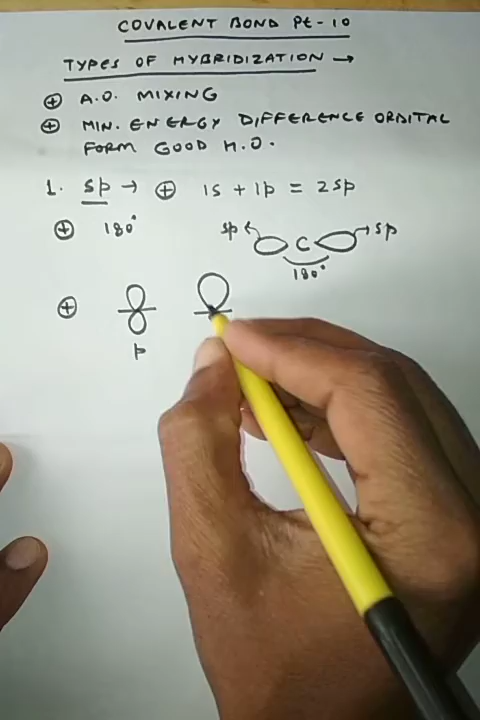 COVALENT BOND Pt-10
TYPES OF HYBRIDIZATION →
⊕ A.O. MIXING
⊕ MIN. ENERGY DIFFERENCE ORBITAL
FORM GOOD H.O.
1. sp → ⊕ 1s + 1p = 2sp
⊕ 180°
sp C sp
180°
⊕
p